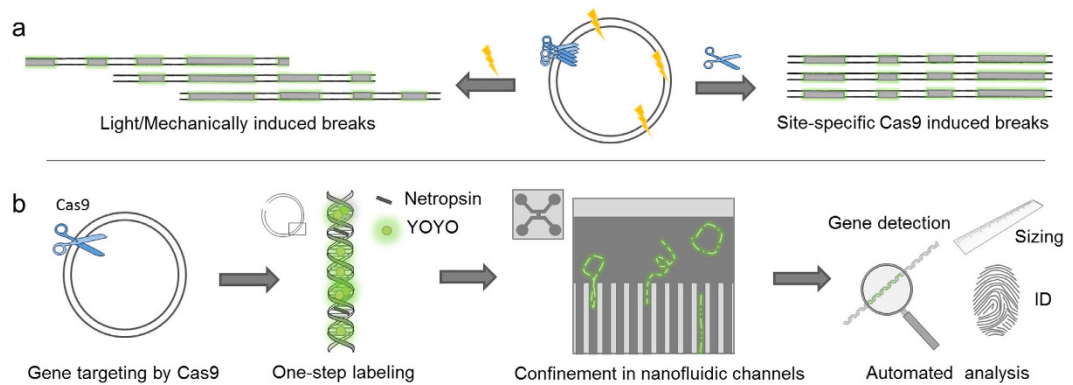 a
Light/Mechanically induced breaks
Site-specific Cas9 induced breaks
b
Cas9
Netropsin
YOYO
Gene detection
Sizing
ID
Gene targeting by Cas9
One-step labeling
Confinement in nanofluidic channels
Automated analysis